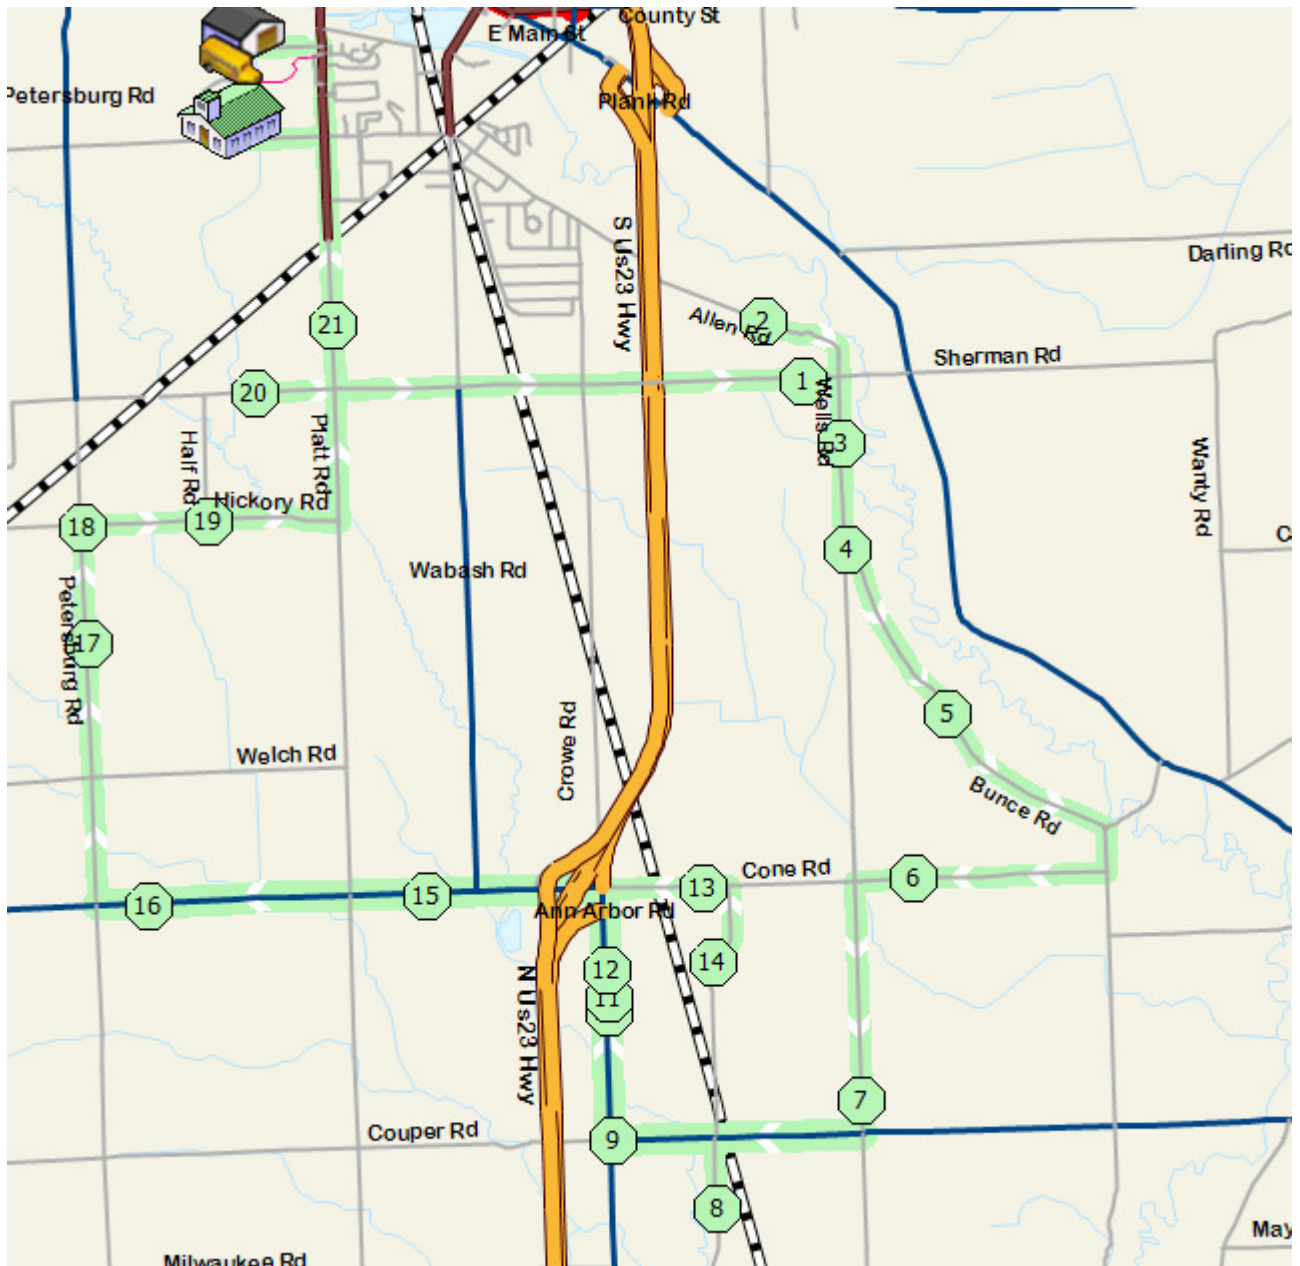 County St
E Main St
Petersburg Rd
Plank Rd
S Us23 Hwy
Darling Rd
21
2
Allen Rd
Sherman Rd
1
20
Wells Rd
3
Half Rd
Platt Rd
Wanty Rd
Hickory Rd
18
19
4
Wabash Rd
Petersburg Rd
17
5
Crowe Rd
Welch Rd
Bunce Rd
Cone Rd
6
13
15
16
Ann Arbor Rd
14
12
11
N Us23 Hwy
7
Couper Rd
9
8
May
Milwaukee Rd